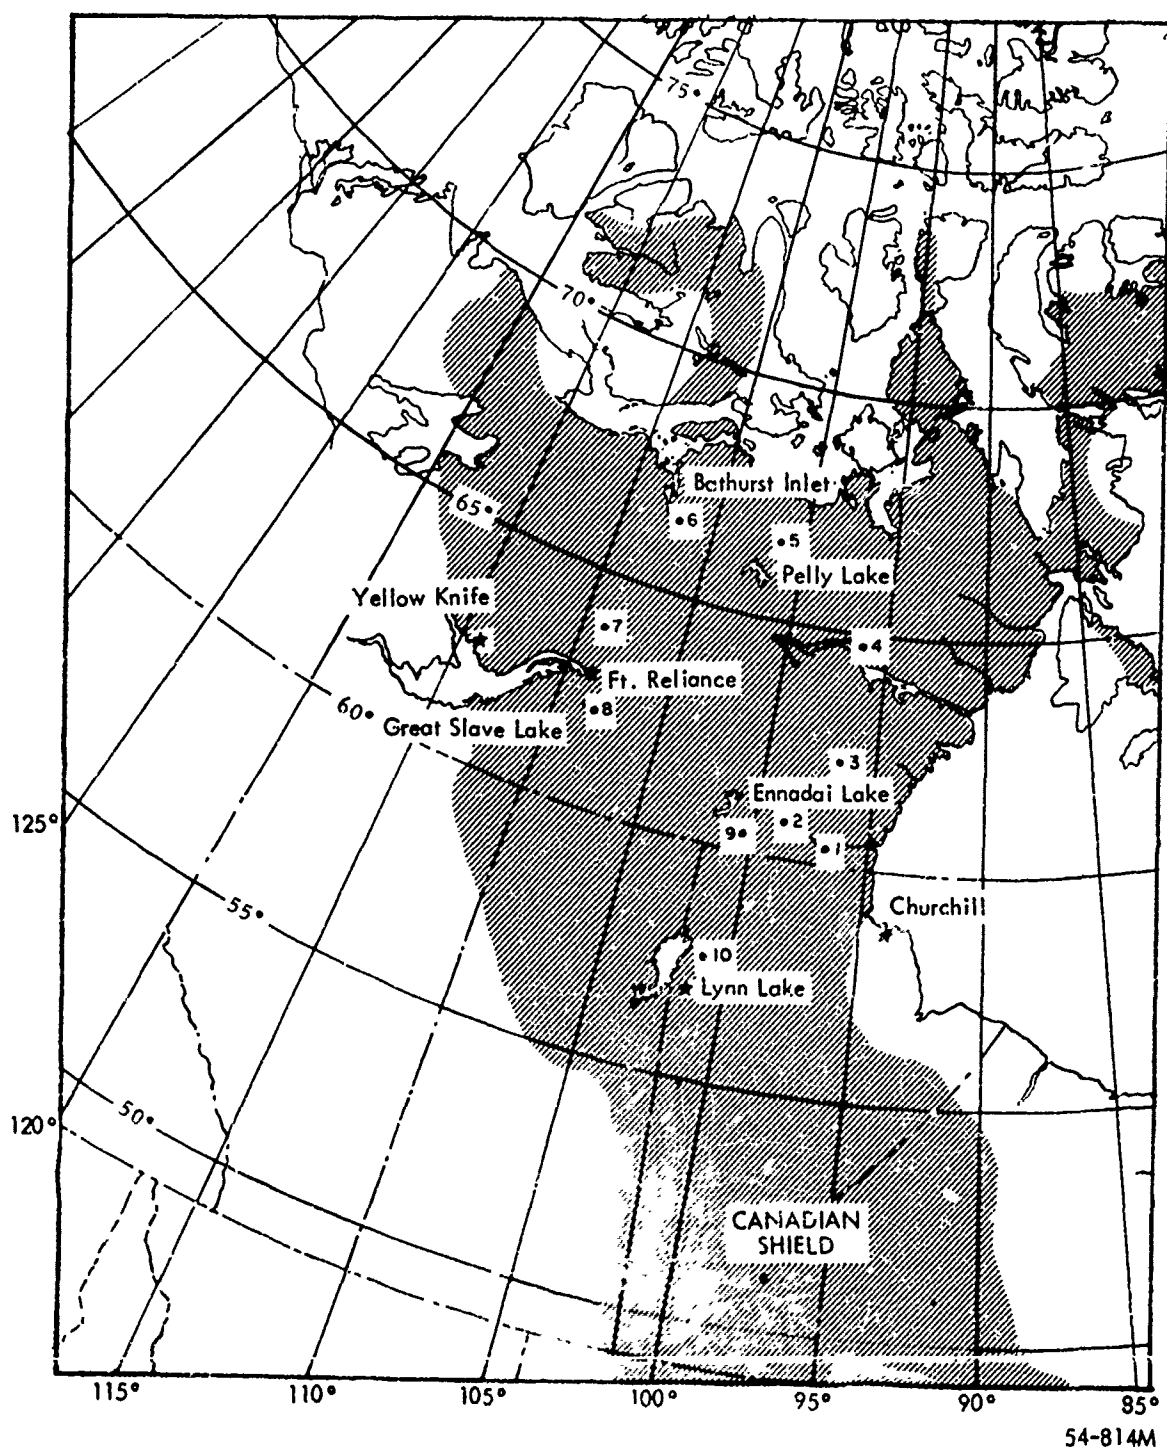 75°
70°
Bathurst Inlet
65°
6
5
Pelly Lake
Yellow Knife
7
4
Ft. Reliance
8
60° Great Slave Lake
3
Ennadai Lake
2
9
1
125°
55°
Churchill
10
Lynn Lake
50°
120°
CANADIAN
SHIELD
115° 110° 105° 100° 95° 90° 85°
54-814M